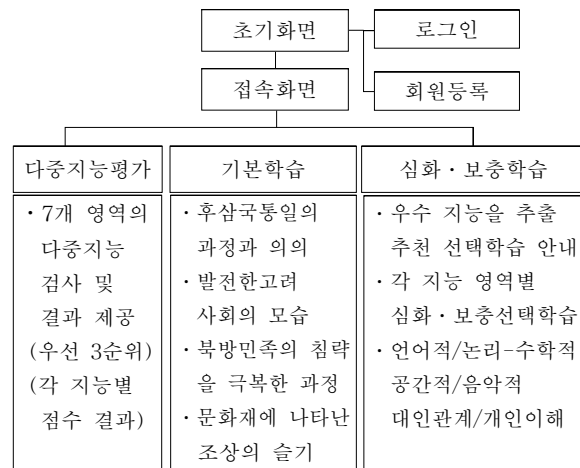 초기화면
로그인
접속화면
회원등록
다중지능평가
기본학습
심화·보충학습
· 7개 영역의
다중지능
검사 및
결과 제공
(우선 3순위)
(각 지능별
점수 결과)
· 후삼국통일의
과정과 의의
· 발전한고려
사회의 모습
· 북방민족의 침략
을 극복한 과정
· 문화재에 나타난
조상의 슬기
· 우수 지능을 추출
추천 선택학습 안내
· 각 지능 영역별
심화·보충선택학습
· 언어적/논리-수학적
공간적/음악적
대인관계/개인이해